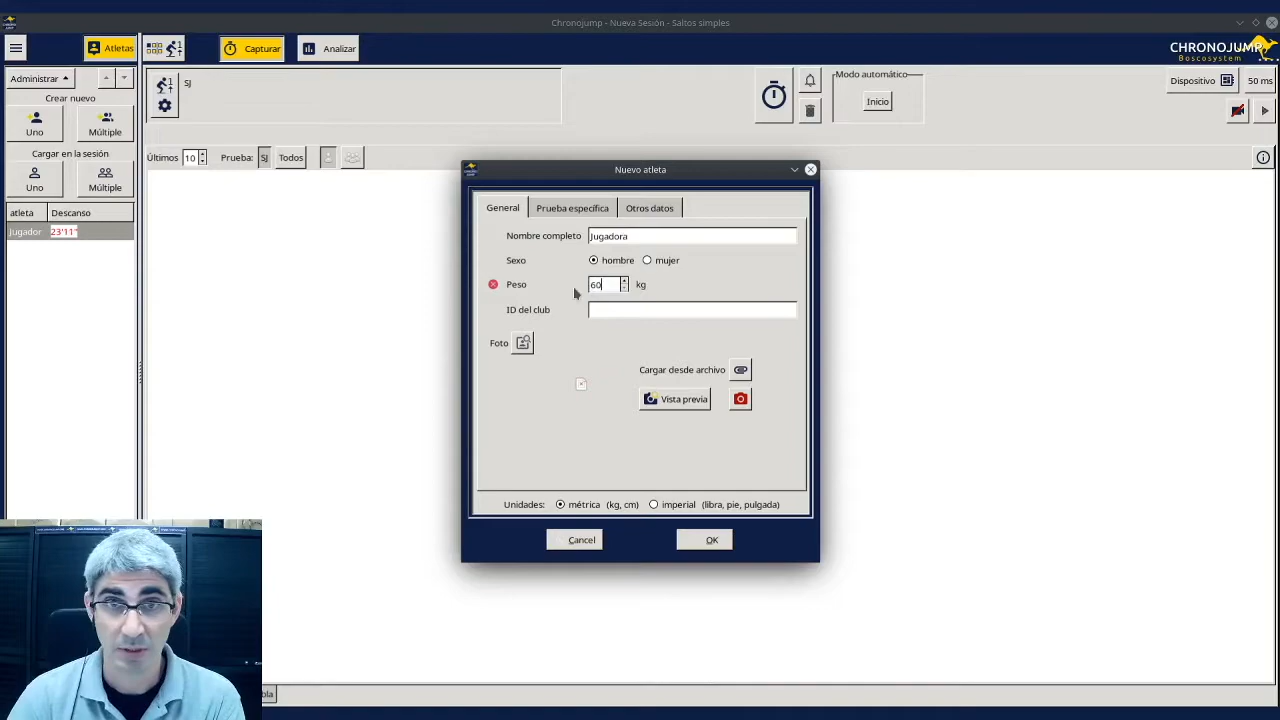 Chronojump - Nueva Sesión - Saltos simples
Atletas
Capturar
Analizar
CHRONOJUMP
Boscosystem
Administrar
Crear nuevo
Uno
Múltiple
Cargar en la sesión
Uno
Múltiple
atleta Descanso
Jugador 23'11"
SJ
Modo automático
Inicio
Dispositivo
50 ms
Últimos 10 Prueba: SJ Todos
Nuevo atleta
General Prueba específica Otros datos
Nombre completo Jugadora
Sexo hombre mujer
Peso 60 kg
ID del club
Foto
Cargar desde archivo
Vista previa
Unidades: métrica (kg, cm) imperial (libra, pie, pulgada)
Cancel OK